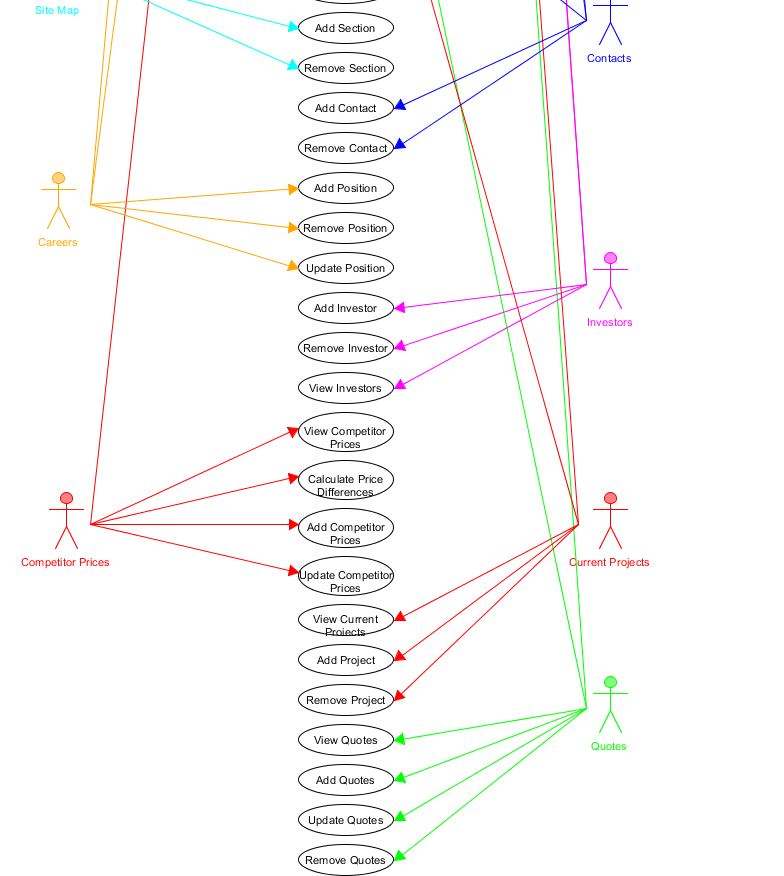 Site Map
Add Section
Contacts
Remove Section
Add Contact
Remove Contact
Add Position
Remove Position
Careers
Update Position
Add Investor
Investors
Remove Investor
View Investors
View Competitor
Prices
Calculate Price
Differences
Add Competitor
Prices
Competitor Prices
Current Projects
Update Competitor
Prices
View Current
Projects
Add Project
Remove Project
View Quotes
Quotes
Add Quotes
Update Quotes
Remove Quotes